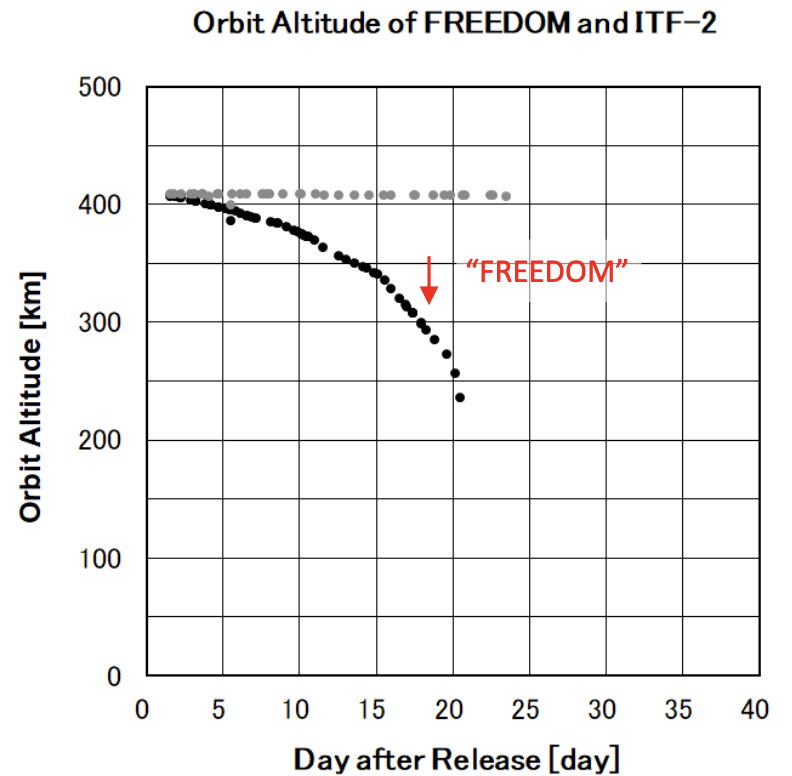 Orbit Altitude of FREEDOM and ITF-2
500
400
300
200
100
0
Orbit Altitude [km]
"FREEDOM"
0 5 10 15 20 25 30 35 40
Day after Release [day]